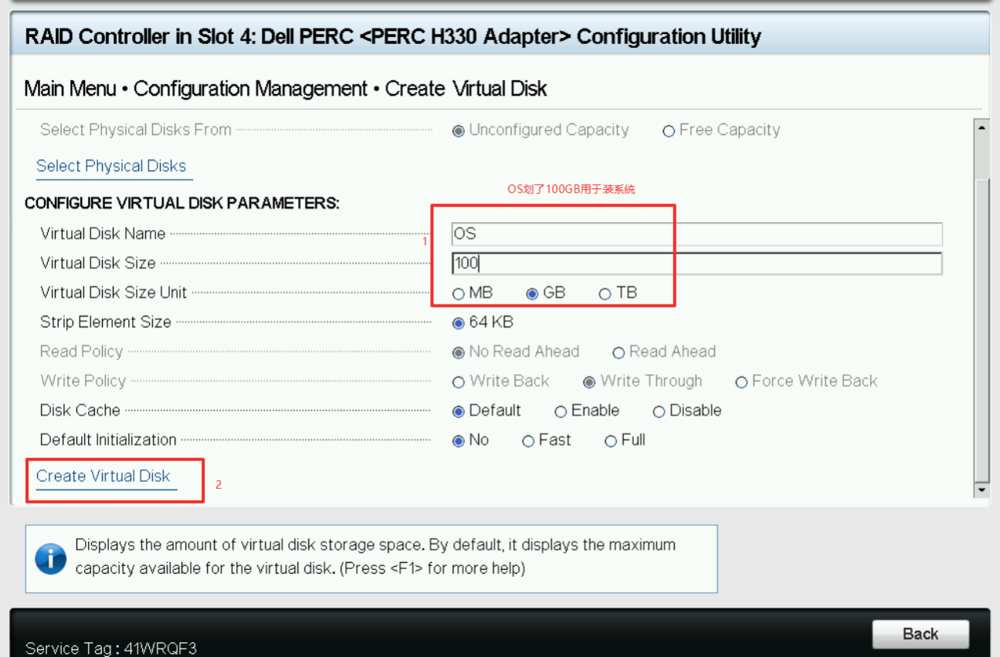 RAID Controller in Slot 4: Dell PERC <PERC H330 Adapter> Configuration Utility
Main Menu • Configuration Management • Create Virtual Disk
Select Physical Disks From Unconfigured Capacity Free Capacity
Select Physical Disks
OS划了100GB用于装系统
CONFIGURE VIRTUAL DISK PARAMETERS:
Virtual Disk Name 1 OS
Virtual Disk Size 100
Virtual Disk Size Unit MB GB TB
Strip Element Size 64 KB
Read Policy No Read Ahead Read Ahead
Write Policy Write Back Write Through Force Write Back
Disk Cache Default Enable Disable
Default Initialization No Fast Full
Create Virtual Disk 2
Displays the amount of virtual disk storage space. By default, it displays the maximum
capacity available for the virtual disk. (Press <F1> for more help)
Back
Service Tag : 41WRQF3